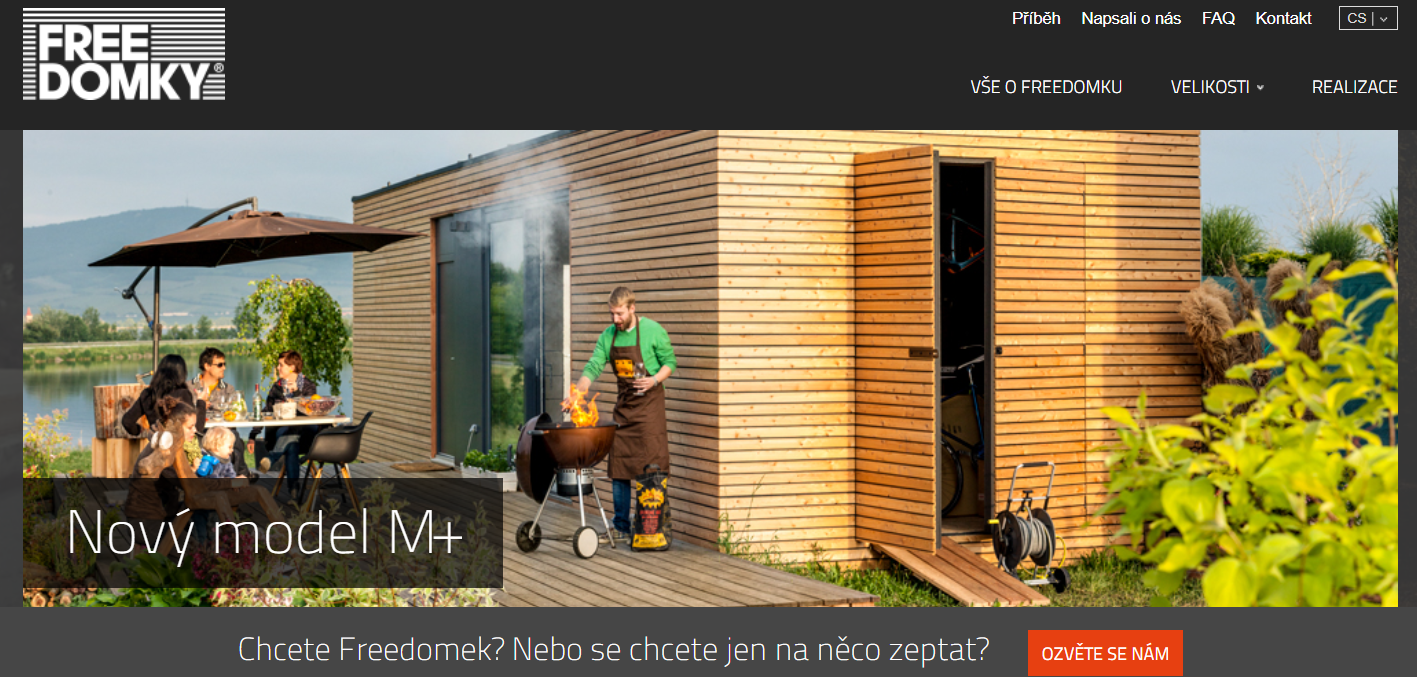 FREE
DOMKY®
Příběh Napsali o nás FAQ Kontakt CS |
VŠE O FREEDOMKU VELIKOSTI REALIZACE
Nový model M+
Chcete Freedomek? Nebo se chcete jen na něco zeptat? OZVĚTE SE NÁM